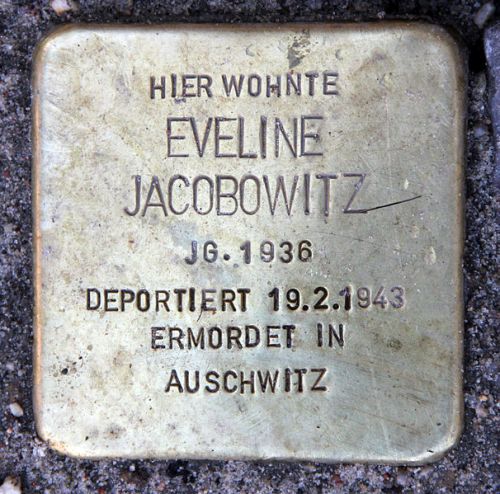 HIER WOHNTE
EVELINE
JACOBOWITZ
JG. 1936
DEPORTIERT 19.2.1943
ERMORDET IN
AUSCHWITZ